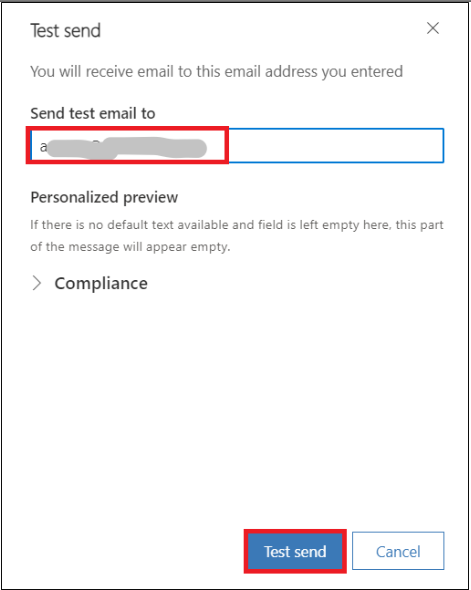 Test send
You will receive email to this email address you entered
Send test email to
Personalized preview
If there is no default text available and field is left empty here, this part
of the message will appear empty.
Compliance
Test send
Cancel